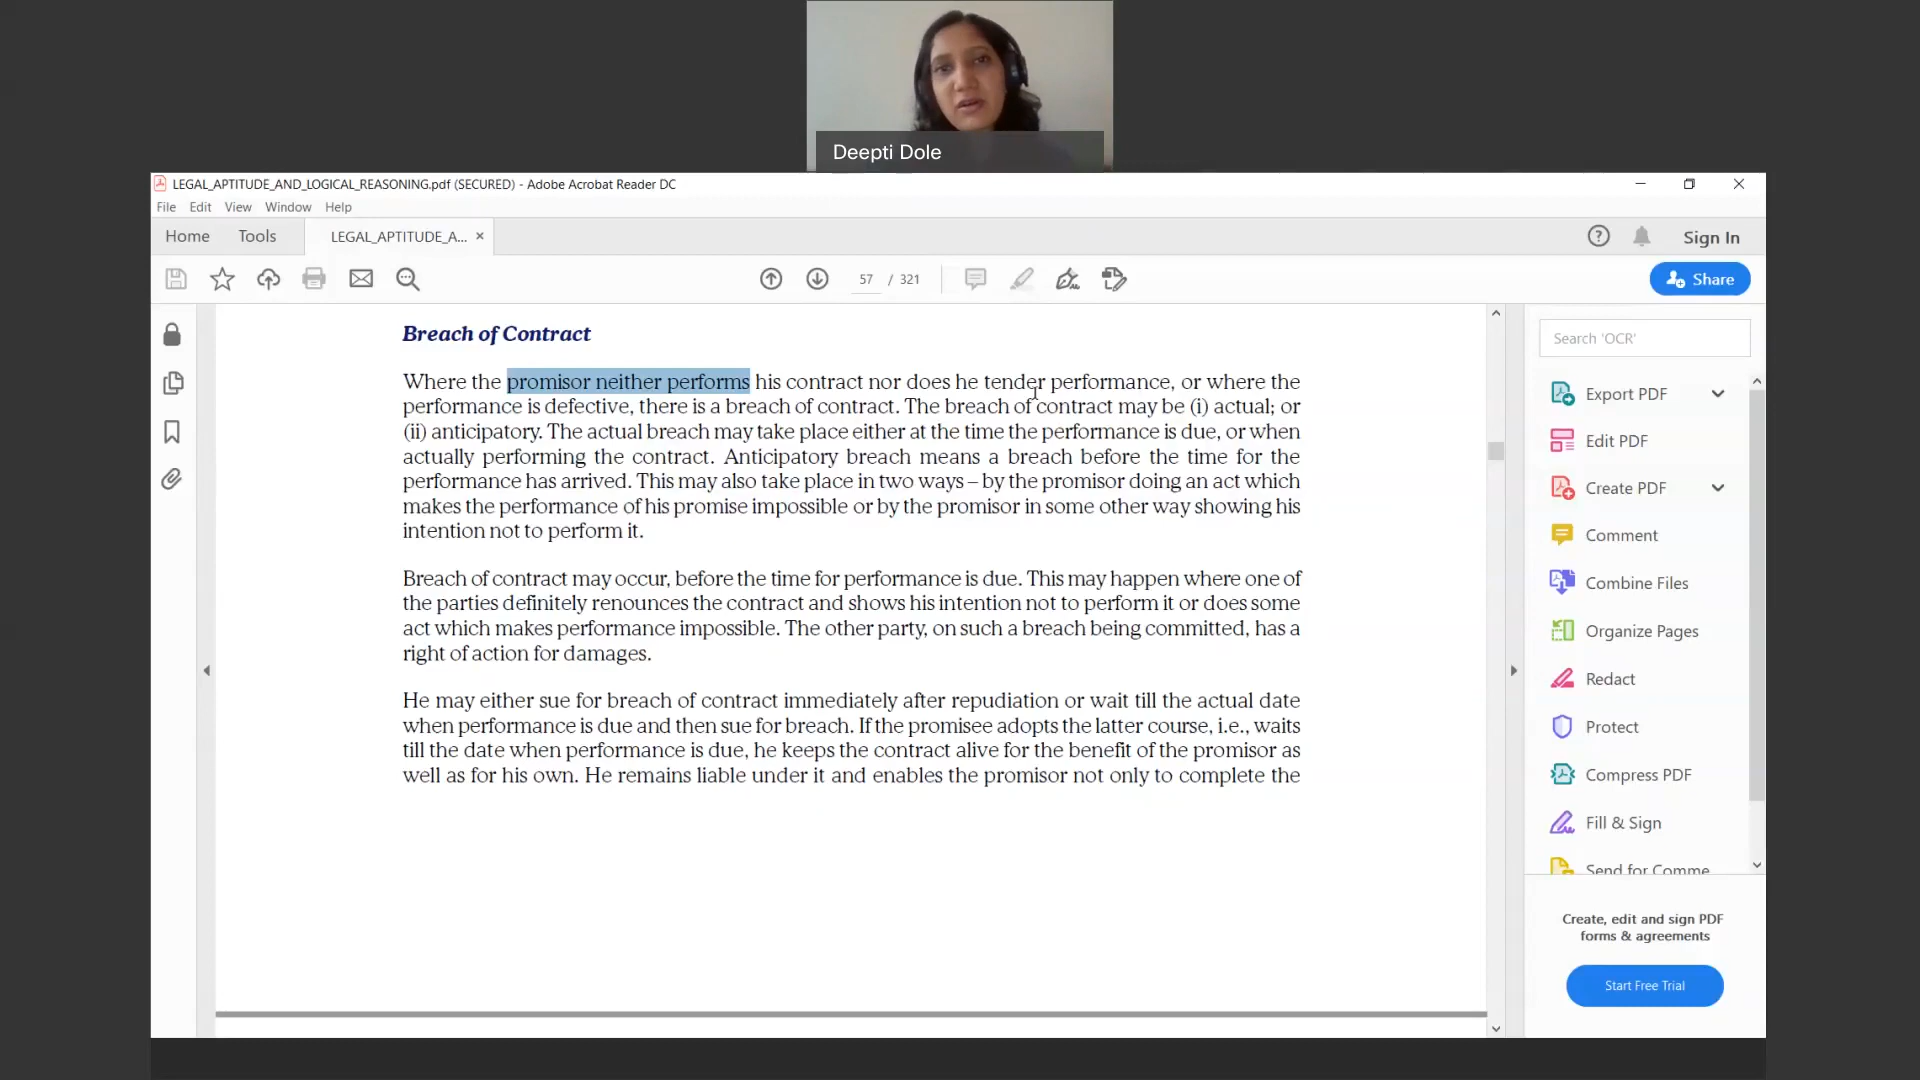 Deepti Dole
LEGAL_APTITUDE_AND_LOGICAL_REASONING.pdf (SECURED) - Adobe Acrobat Reader DC
File Edit View Window Help
Home Tools LEGAL_APTITUDE_A... × Sign In
57 / 321 Share
Breach of Contract
Where the promisor neither performs his contract nor does he tender performance, or where the
performance is defective, there is a breach of contract. The breach of contract may be (i) actual; or
(ii) anticipatory. The actual breach may take place either at the time the performance is due, or when
actually performing the contract. Anticipatory breach means a breach before the time for the
performance has arrived. This may also take place in two ways – by the promisor doing an act which
makes the performance of his promise impossible or by the promisor in some other way showing his
intention not to perform it.
Breach of contract may occur, before the time for performance is due. This may happen where one of
the parties definitely renounces the contract and shows his intention not to perform it or does some
act which makes performance impossible. The other party, on such a breach being committed, has a
right of action for damages.
He may either sue for breach of contract immediately after repudiation or wait till the actual date
when performance is due and then sue for breach. If the promisee adopts the latter course, i.e., waits
till the date when performance is due, he keeps the contract alive for the benefit of the promisor as
well as for his own. He remains liable under it and enables the promisor not only to complete the
Search 'OCR'
Export PDF
Edit PDF
Create PDF
Comment
Combine Files
Organize Pages
Redact
Protect
Compress PDF
Fill & Sign
Send for Comme
Create, edit and sign PDF
forms & agreements
Start Free Trial